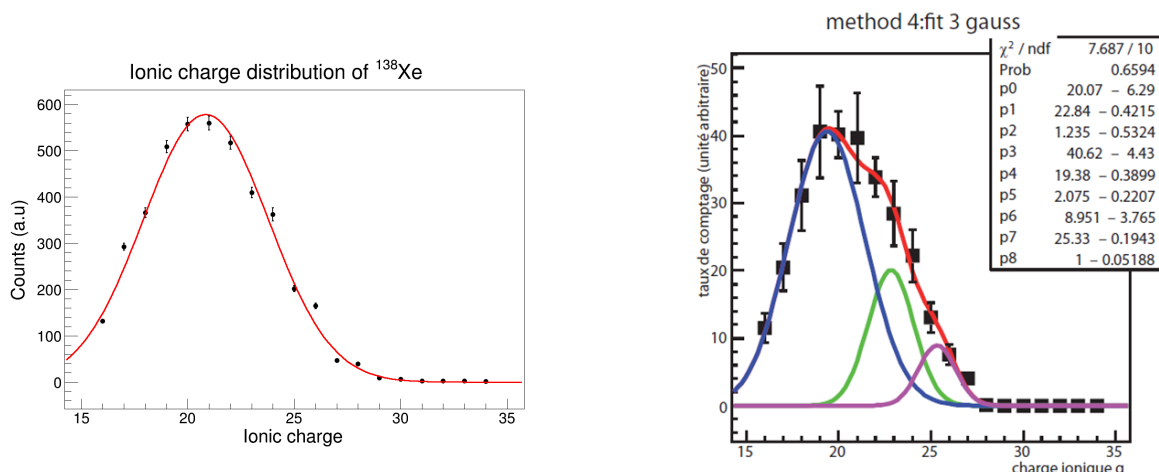 Ionic charge distribution of ¹³⁸Xe
Counts (a.u)
600
500
400
300
200
100
0
15 20 25 30 35
Ionic charge
method 4:fit 3 gauss
χ² / ndf 7.687 / 10
Prob 0.6594
p0 20.07 − 6.29
p1 22.84 − 0.4215
p2 1.235 − 0.5324
p3 40.62 − 4.43
p4 19.38 − 0.3899
p5 2.075 − 0.2207
p6 8.951 − 3.765
p7 25.33 − 0.1943
p8 1 − 0.05188
taux de comptage (unité arbitraire)
50
40
30
20
10
0
15 20 25 30 35
charge ionique q